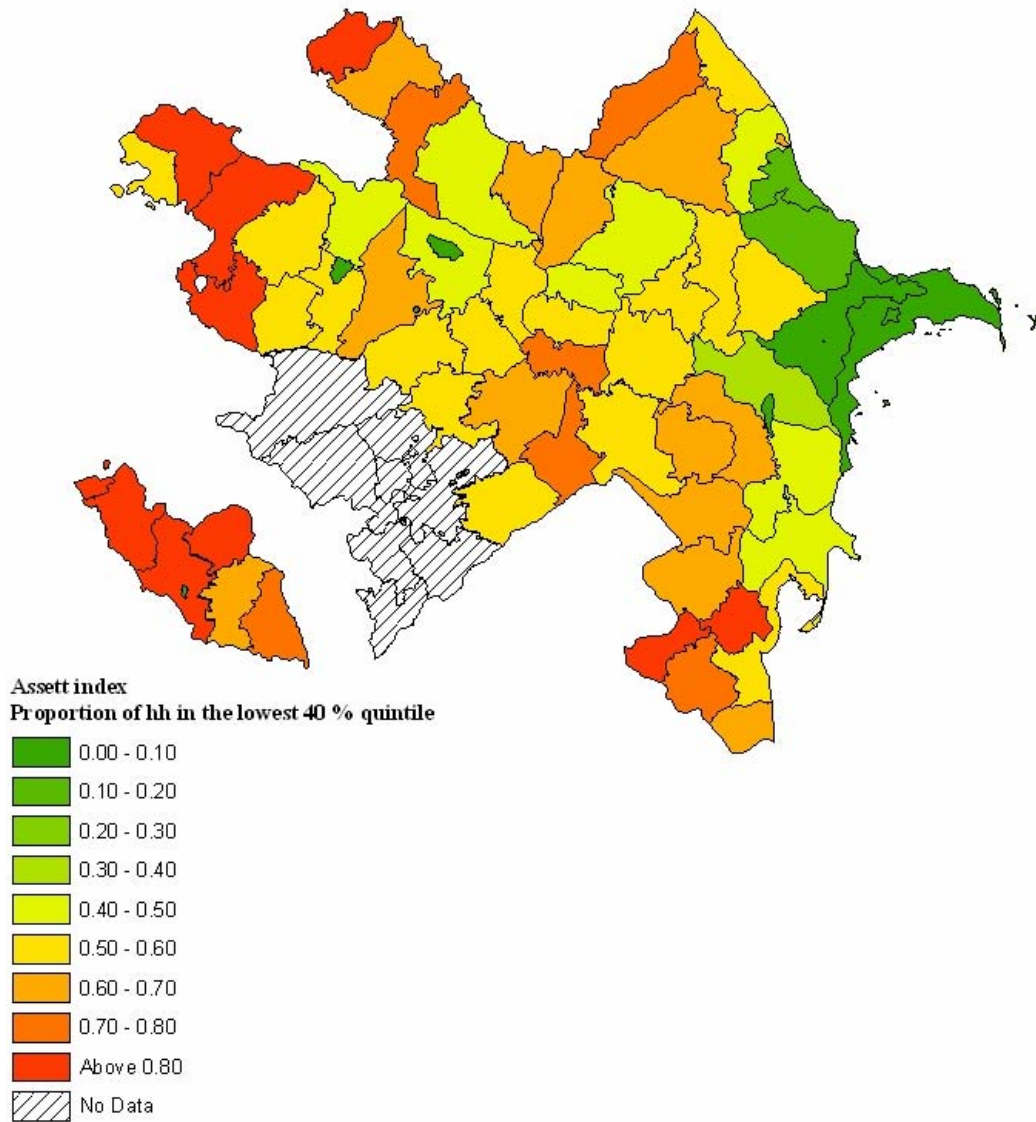 Assett index
Proportion of hh in the lowest 40 % quintile
0.00 - 0.10
0.10 - 0.20
0.20 - 0.30
0.30 - 0.40
0.40 - 0.50
0.50 - 0.60
0.60 - 0.70
0.70 - 0.80
Above 0.80
No Data